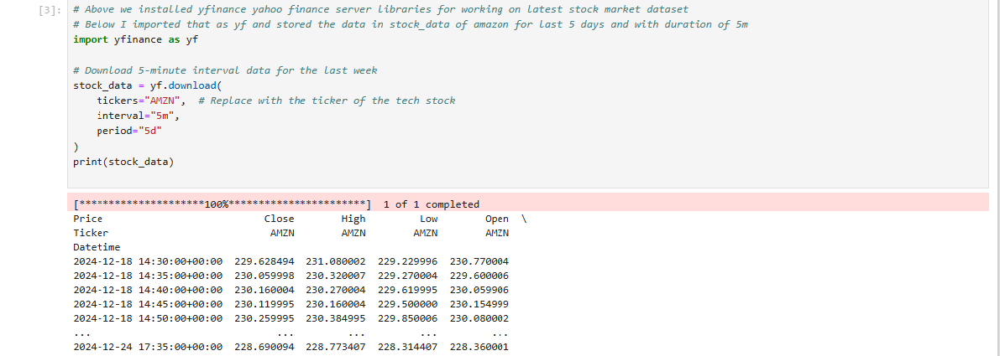 [3]:
# Above we installed yfinance yahoo finance server libraries for working on latest stock market dataset
# Below I imported that as yf and stored the data in stock_data of amazon for last 5 days and with duration of 5m
import yfinance as yf
# Download 5-minute interval data for the last week
stock_data = yf.download(
    tickers="AMZN",  # Replace with the ticker of the tech stock
    interval="5m",
    period="5d"
)
print(stock_data)
[*********************100%***********************]  1 of 1 completed
Price                           Close        High         Low        Open  \
Ticker                           AMZN        AMZN        AMZN        AMZN
Datetime
2024-12-18 14:30:00+00:00  229.628494  231.080002  229.229996  230.770004
2024-12-18 14:35:00+00:00  230.059998  230.320007  229.270004  229.600006
2024-12-18 14:40:00+00:00  230.160004  230.270004  229.619995  230.059906
2024-12-18 14:45:00+00:00  230.119995  230.160004  229.500000  230.154999
2024-12-18 14:50:00+00:00  230.259995  230.384995  229.850006  230.080002
...                               ...         ...         ...         ...
2024-12-24 17:35:00+00:00  228.690094  228.773407  228.314407  228.360001